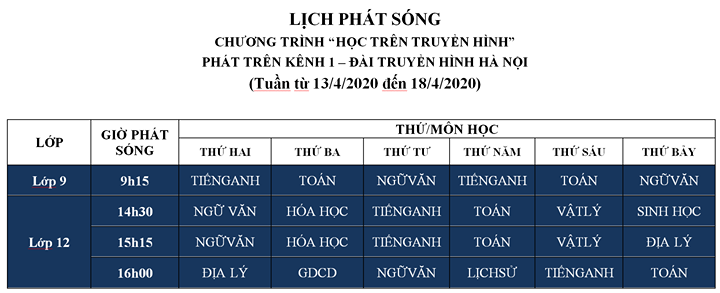 LỊCH PHÁT SÓNG
CHƯƠNG TRÌNH “HỌC TRÊN TRUYỀN HÌNH”
PHÁT TRÊN KÊNH 1 – ĐÀI TRUYỀN HÌNH HÀ NỘI
(Tuần từ 13/4/2020 đến 18/4/2020)
LỚP GIỜ PHÁT SÓNG THỨ/MÔN HỌC
THỨ HAI THỨ BA THỨ TƯ THỨ NĂM THỨ SÁU THỨ BẢY
Lớp 9 9h15 TIẾNGANH TOÁN NGỮVĂN TIẾNGANH TOÁN NGỮVĂN
Lớp 12 14h30 NGỮ VĂN HÓA HỌC TIẾNGANH TOÁN VẬTLÝ SINH HỌC
15h15 NGỮVĂN HÓA HỌC TIẾNGANH TOÁN VẬTLÝ ĐỊA LÝ
16h00 ĐỊA LÝ GDCD NGỮVĂN LỊCHSỬ TIẾNGANH TOÁN